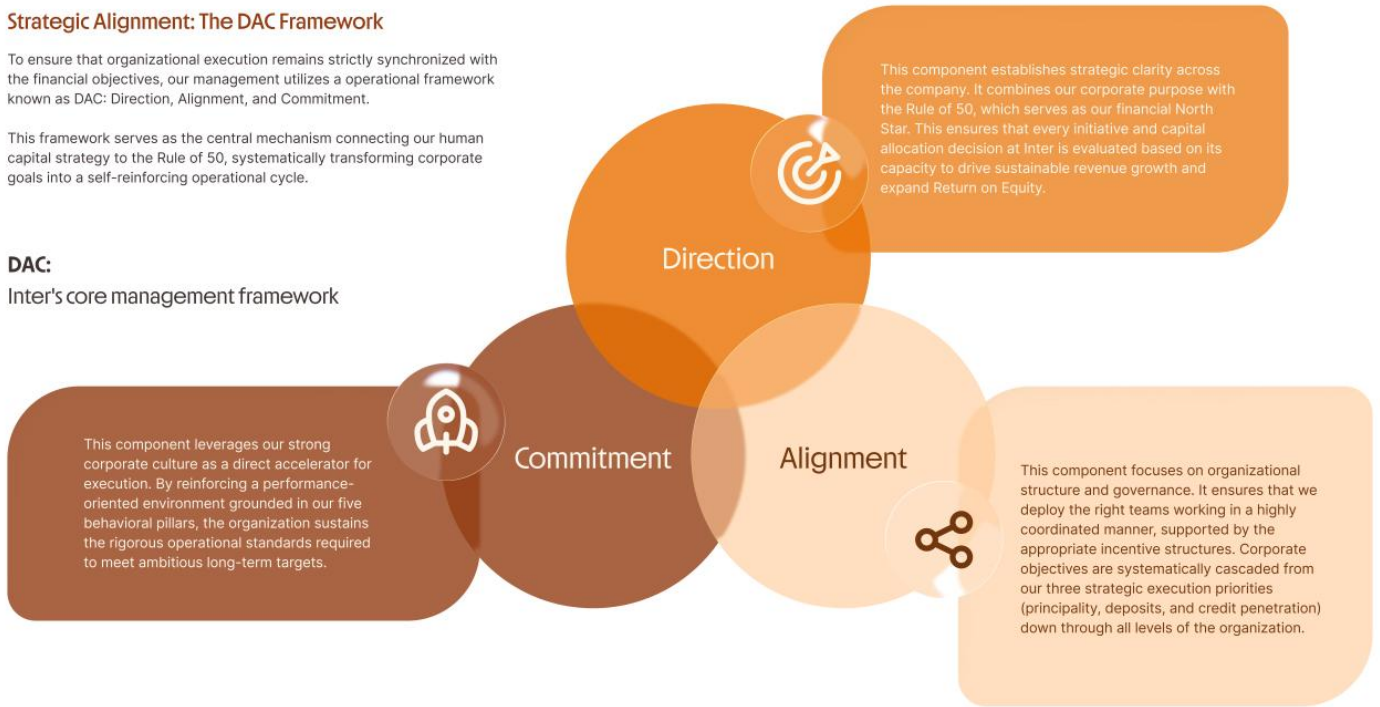 Strategic Alignment: The DAC Framework
To ensure that organizational execution remains strictly synchronized with
the financial objectives, our management utilizes a operational framework
known as DAC: Direction, Alignment, and Commitment.
This framework serves as the central mechanism connecting our human
capital strategy to the Rule of 50, systematically transforming corporate
goals into a self-reinforcing operational cycle.
DAC:
Inter's core management framework
This component establishes strategic clarity across
the company. It combines our corporate purpose with
the Rule of 50, which serves as our financial North
Star. This ensures that every initiative and capital
allocation decision at Inter is evaluated based on its
capacity to drive sustainable revenue growth and
expand Return on Equity.
Direction
Commitment
Alignment
This component leverages our strong
corporate culture as a direct accelerator for
execution. By reinforcing a performance-
oriented environment grounded in our five
behavioral pillars, the organization sustains
the rigorous operational standards required
to meet ambitious long-term targets.
This component focuses on organizational
structure and governance. It ensures that we
deploy the right teams working in a highly
coordinated manner, supported by the
appropriate incentive structures. Corporate
objectives are systematically cascaded from
our three strategic execution priorities
(principality, deposits, and credit penetration)
down through all levels of the organization.